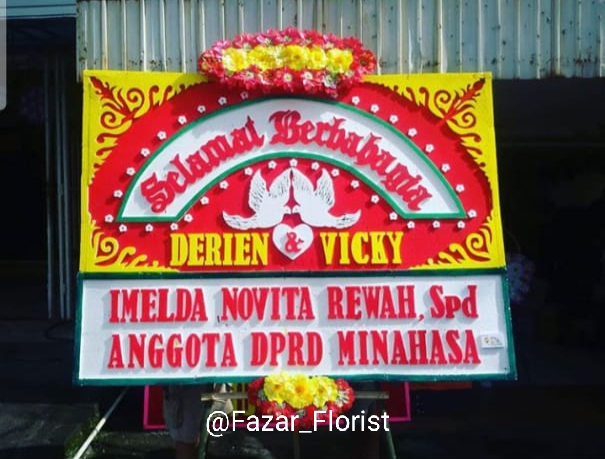 Selamat Berbahagia
DERIEN & VICKY
IMELDA NOVITA REWAH, Spd
ANGGOTA DPRD MINAHASA
@Fazar_Florist